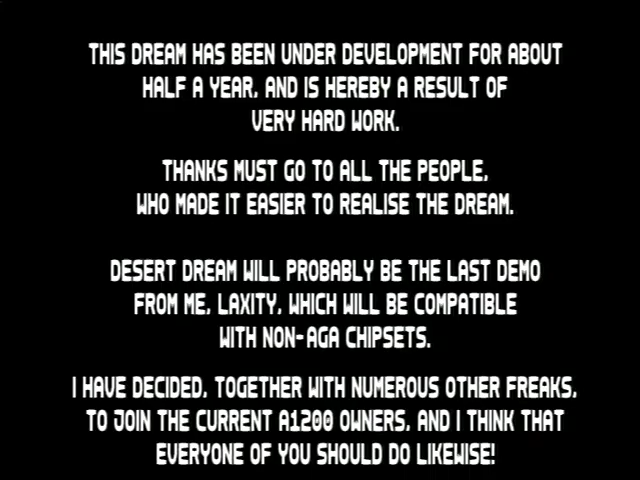 THIS DREAM HAS BEEN UNDER DEVELOPMENT FOR ABOUT
HALF A YEAR, AND IS HEREBY A RESULT OF
VERY HARD WORK.
THANKS MUST GO TO ALL THE PEOPLE,
WHO MADE IT EASIER TO REALISE THE DREAM.
DESERT DREAM WILL PROBABLY BE THE LAST DEMO
FROM ME, LAXITY, WHICH WILL BE COMPATIBLE
WITH NON-AGA CHIPSETS.
I HAVE DECIDED, TOGETHER WITH NUMEROUS OTHER FREAKS,
TO JOIN THE CURRENT A1200 OWNERS, AND I THINK THAT
EVERYONE OF YOU SHOULD DO LIKEWISE!